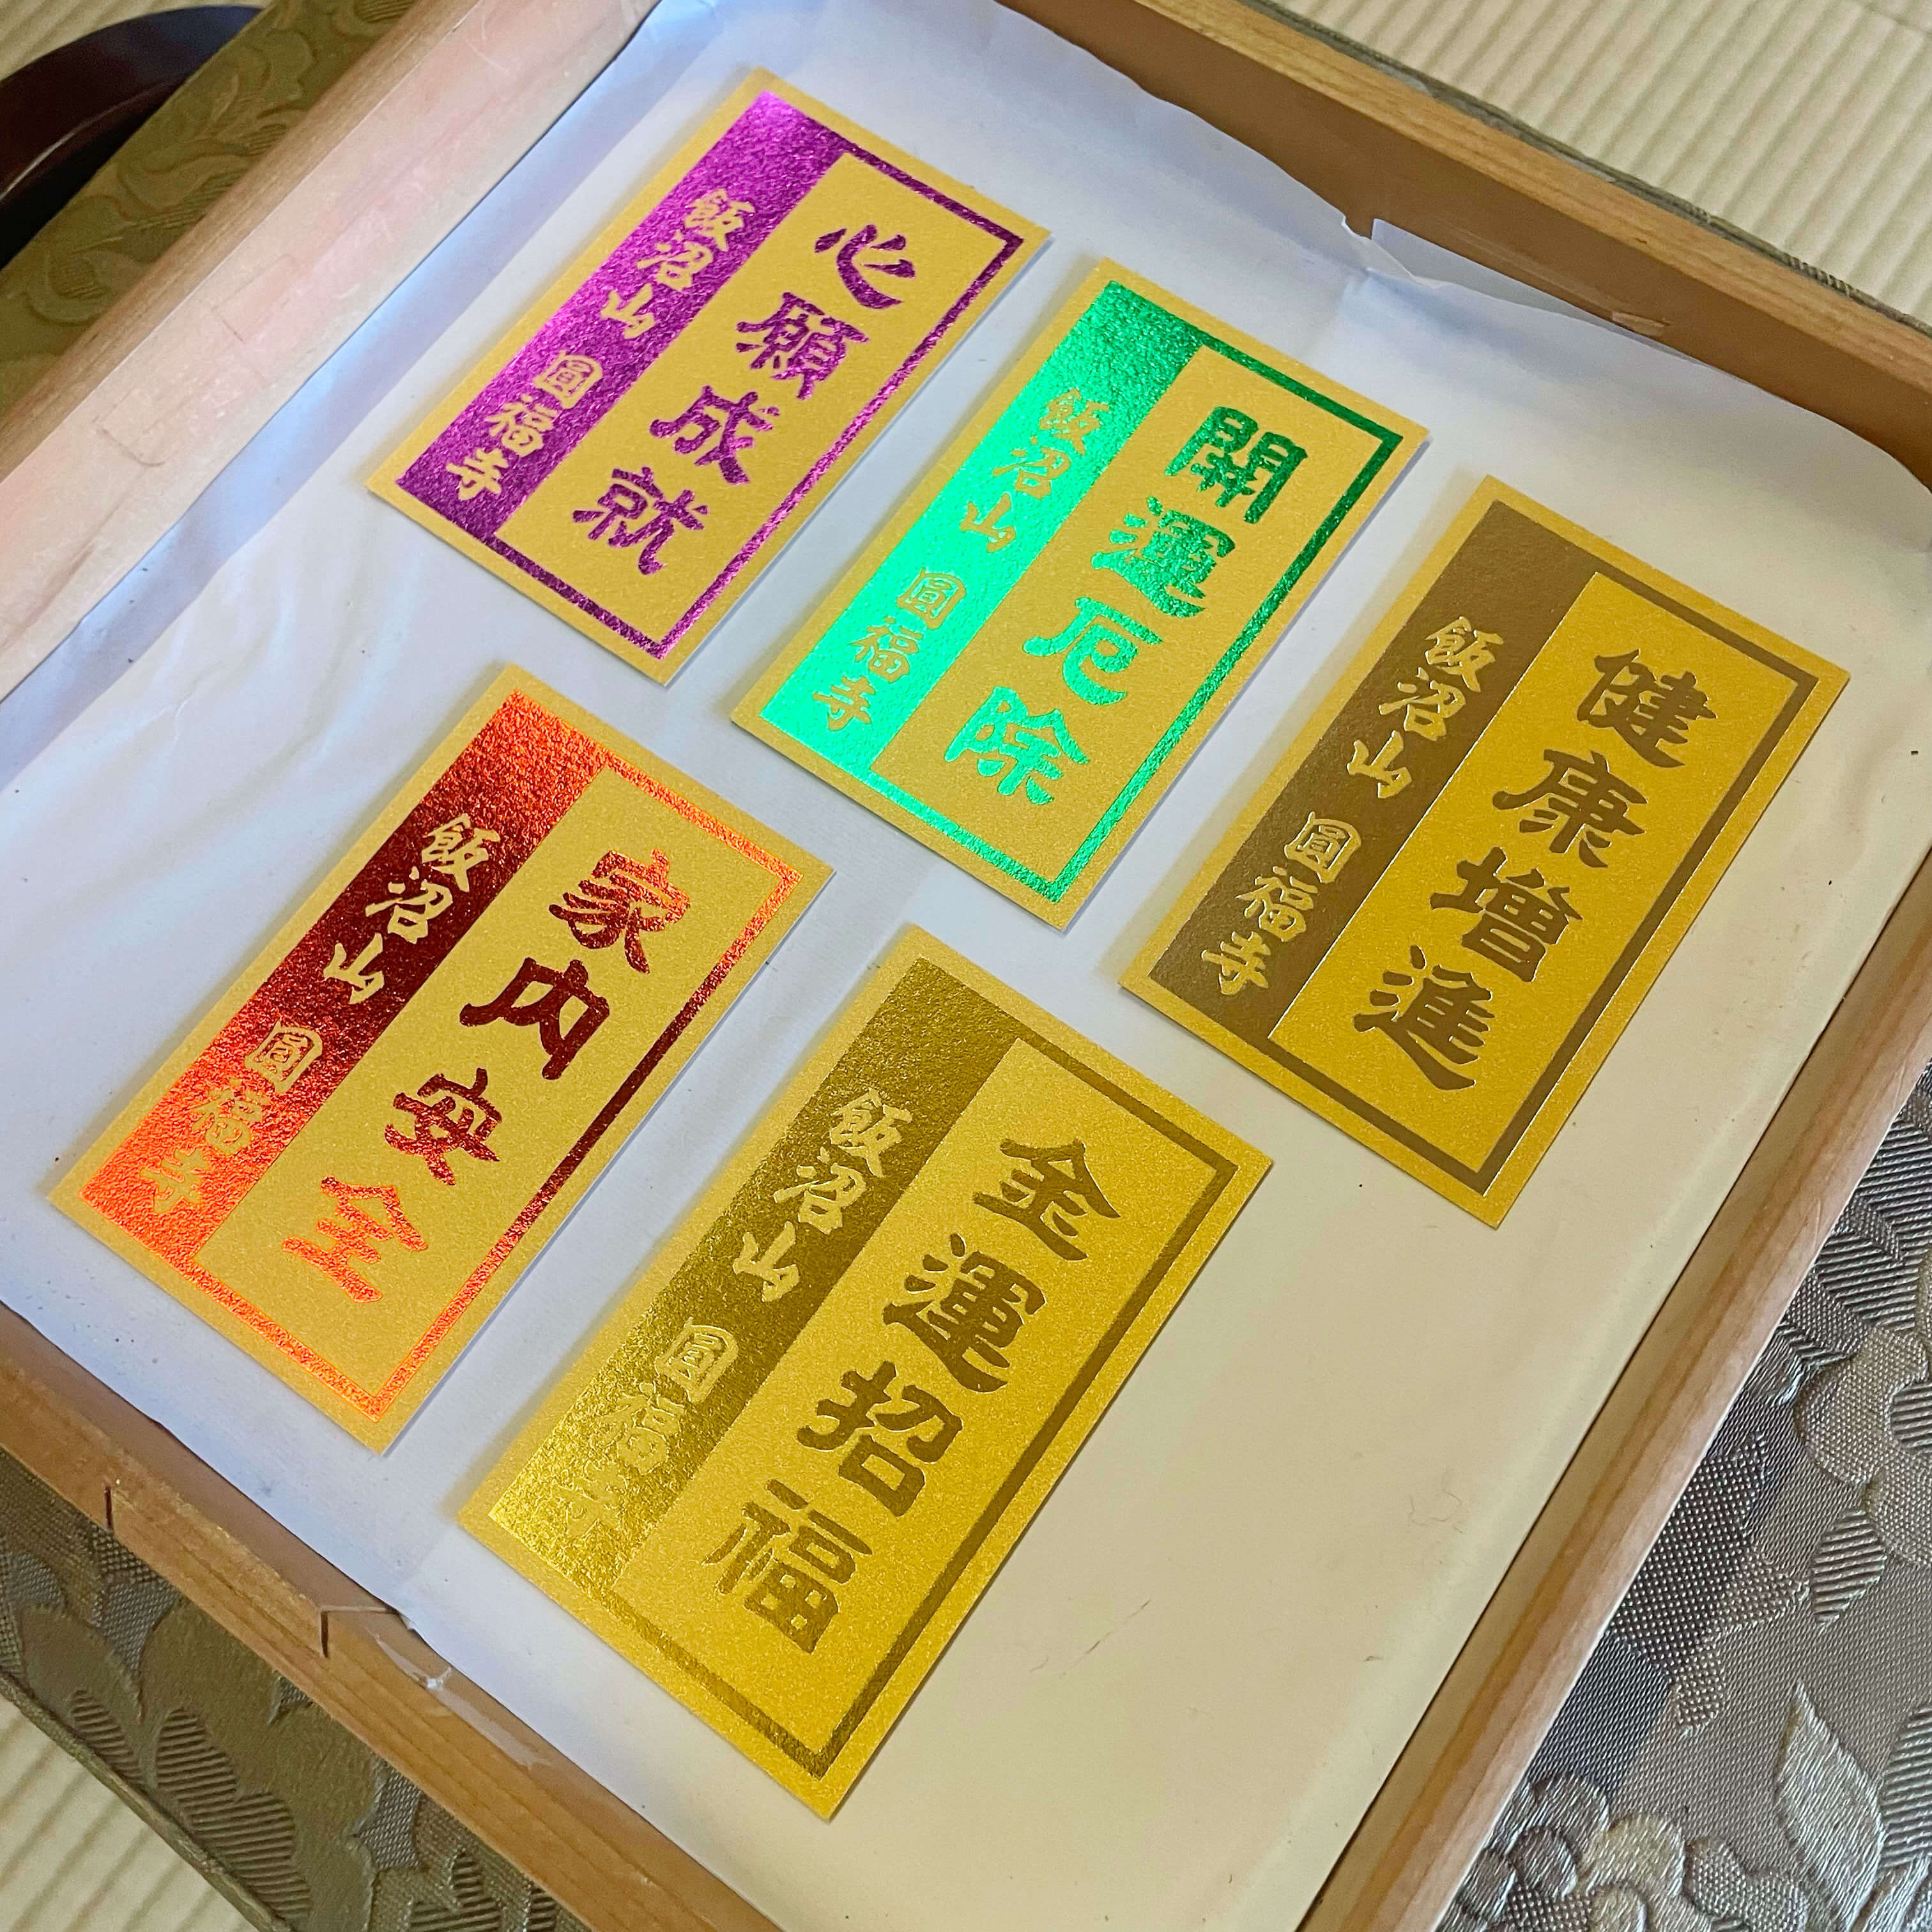 心願成就
飯沼山 圓福寺
開運厄除
飯沼山 圓福寺
健康増進
飯沼山 圓福寺
家内安全
飯沼山 圓福寺
金運招福
飯沼山 圓福寺